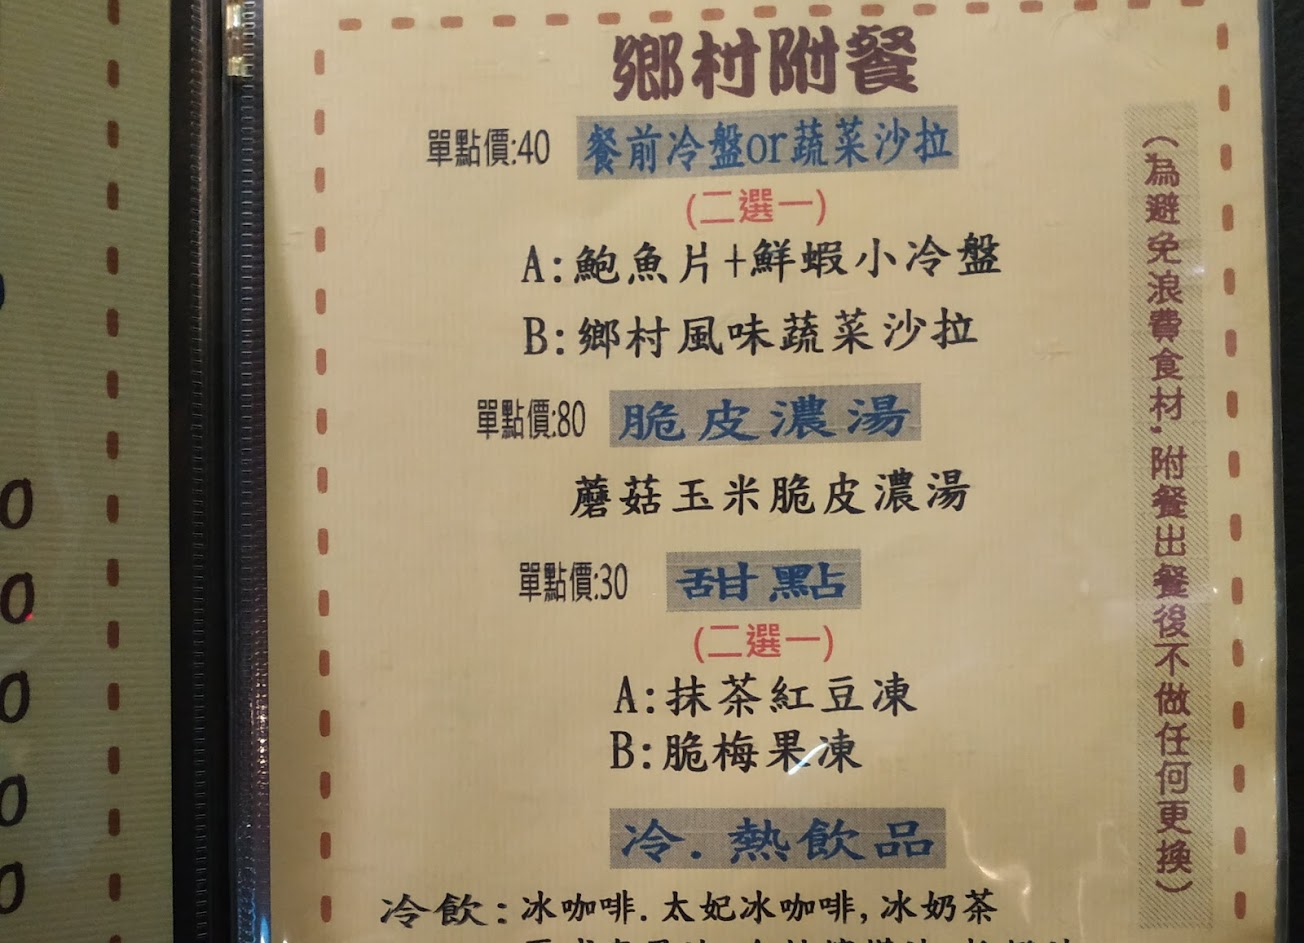 鄉村附餐
單點價:40 餐前冷盤or蔬菜沙拉
(二選一)
A:鮑魚片+鮮蝦小冷盤
B:鄉村風味蔬菜沙拉
單點價:80 脆皮濃湯
蘑菇玉米脆皮濃湯
單點價:30 甜點
(二選一)
A:抹茶紅豆凍
B:脆梅果凍
冷.熱飲品
冷飲:冰咖啡.太妃冰咖啡,冰奶茶
(為避免浪費食材,附餐出餐後不做任何更換)
0
0
0
0
0